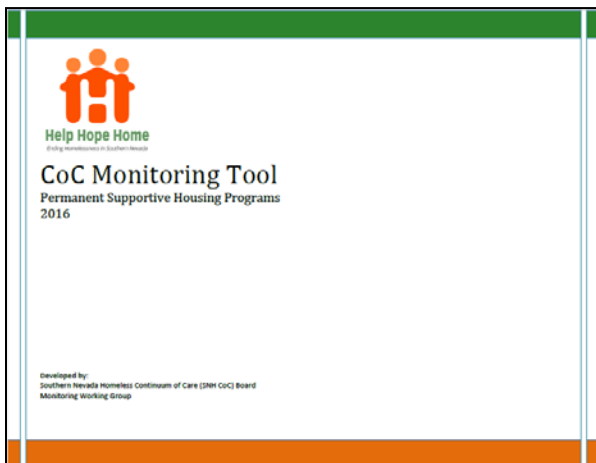 Help Hope Home
Ending Homelessness in Southern Nevada
CoC Monitoring Tool
Permanent Supportive Housing Programs
2016
Developed by:
Southern Nevada Homeless Continuum of Care (SNH CoC) Board
Monitoring Working Group